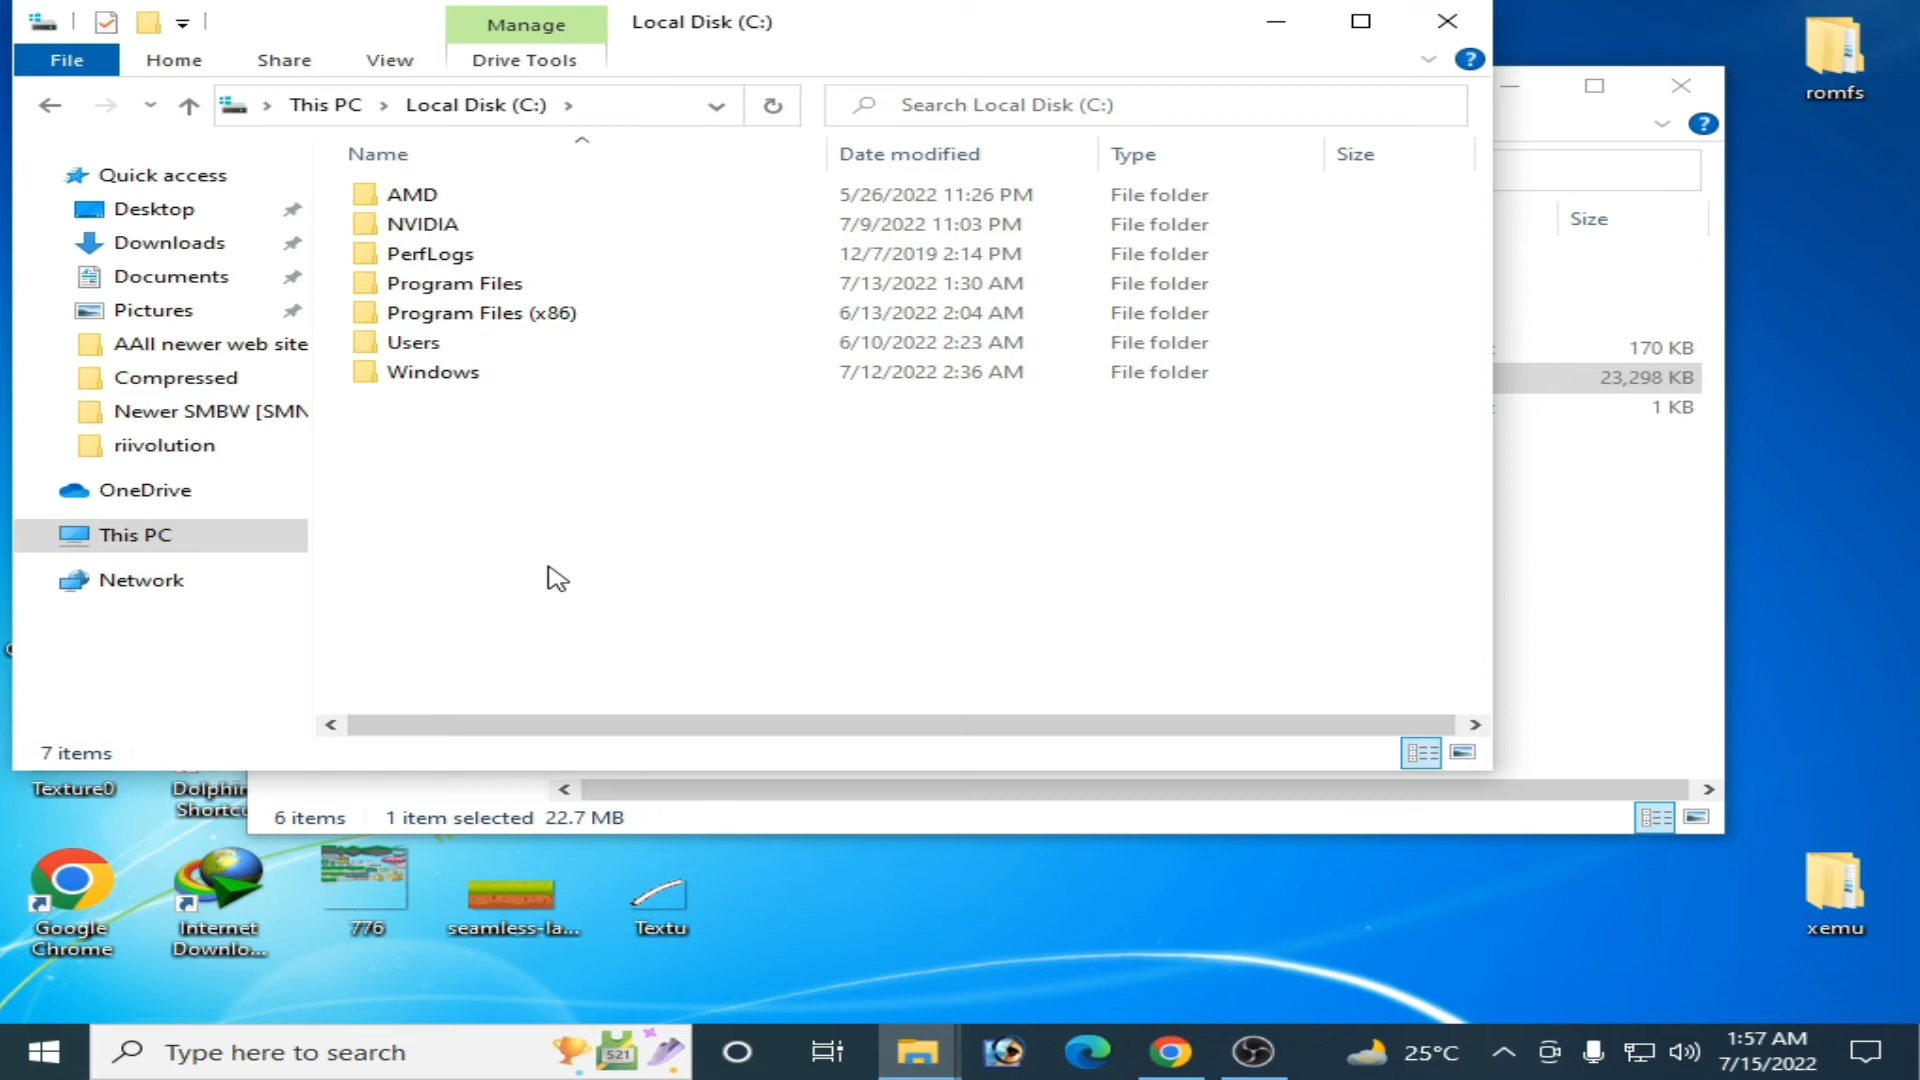 Manage
Local Disk (C:)
File
Home
Share
View
Drive Tools
This PC
Local Disk (C:)
Search Local Disk (C:)
Name
Date modified
Type
Size
AMD 5/26/2022 11:26 PM File folder
NVIDIA 7/9/2022 11:03 PM File folder
PerfLogs 12/7/2019 2:14 PM File folder
Program Files 7/13/2022 1:30 AM File folder
Program Files (x86) 6/13/2022 2:04 AM File folder
Users 6/10/2022 2:23 AM File folder
Windows 7/12/2022 2:36 AM File folder
Quick access
Desktop
Downloads
Documents
Pictures
AAll newer web site
Compressed
Newer SMBW [SMN
riivolution
OneDrive
This PC
Network
7 items
Size
170 KB
23,298 KB
1 KB
6 items 1 item selected 22.7 MB
romfs
xemu
Texture0
Dolphin
Shortcu
Google
Chrome
Internet
Downlo...
776
seamless-la...
Textu
Type here to search
521
25°C
1:57 AM
7/15/2022